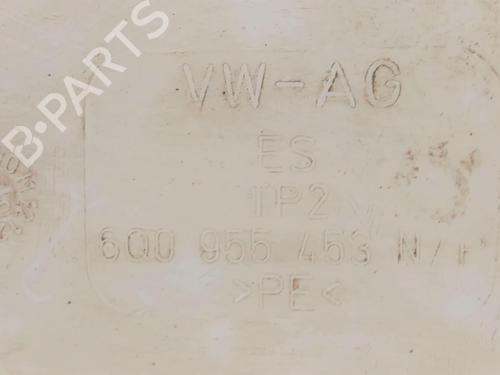 B-PARTS
VW-AG
ES
TP2
6Q0 955 453 N/
>PE<